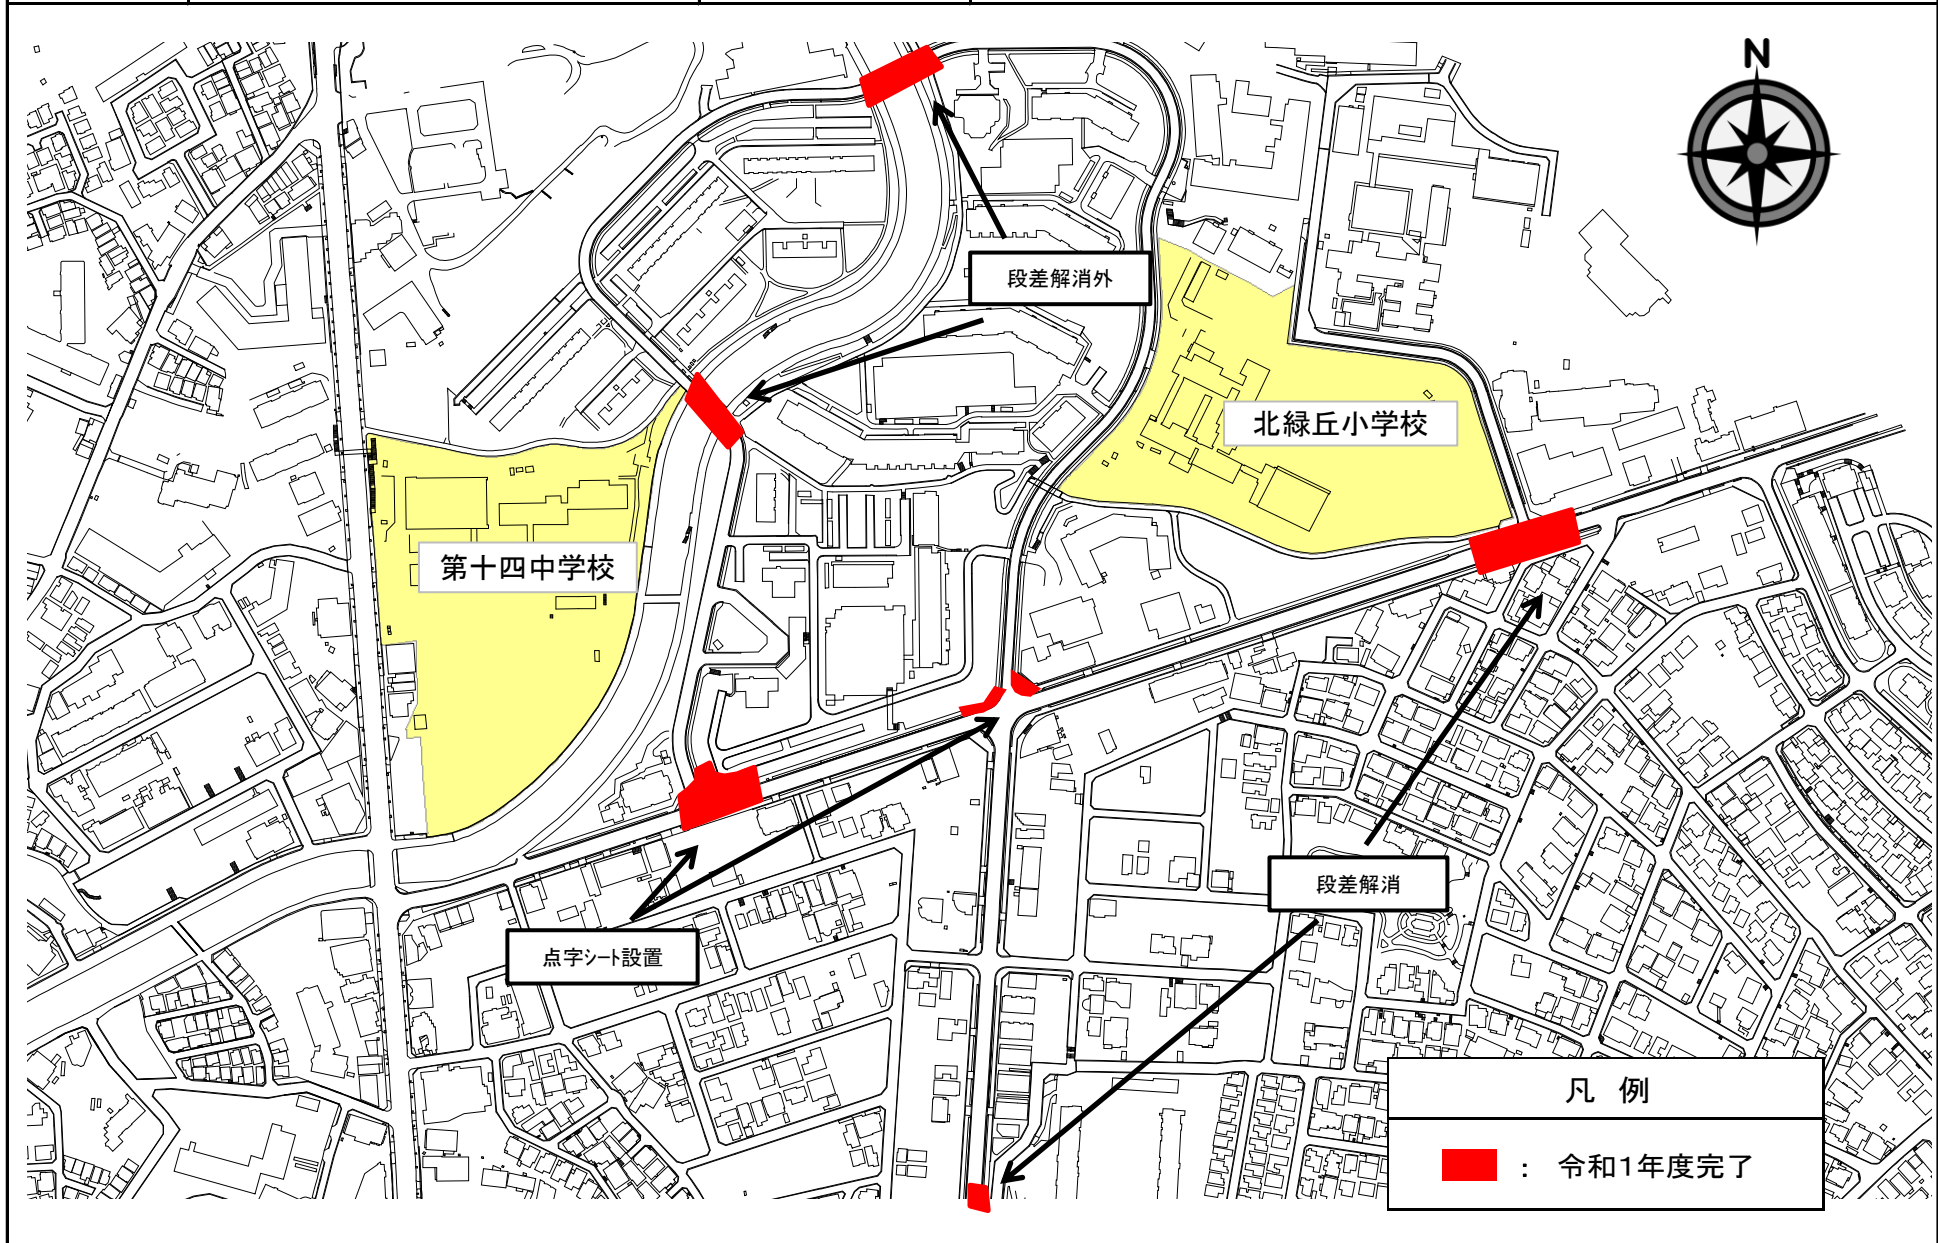 N
段差解消外
北緑丘小学校
第十四中学校
段差解消
点字シート設置
凡 例
： 令和1年度完了